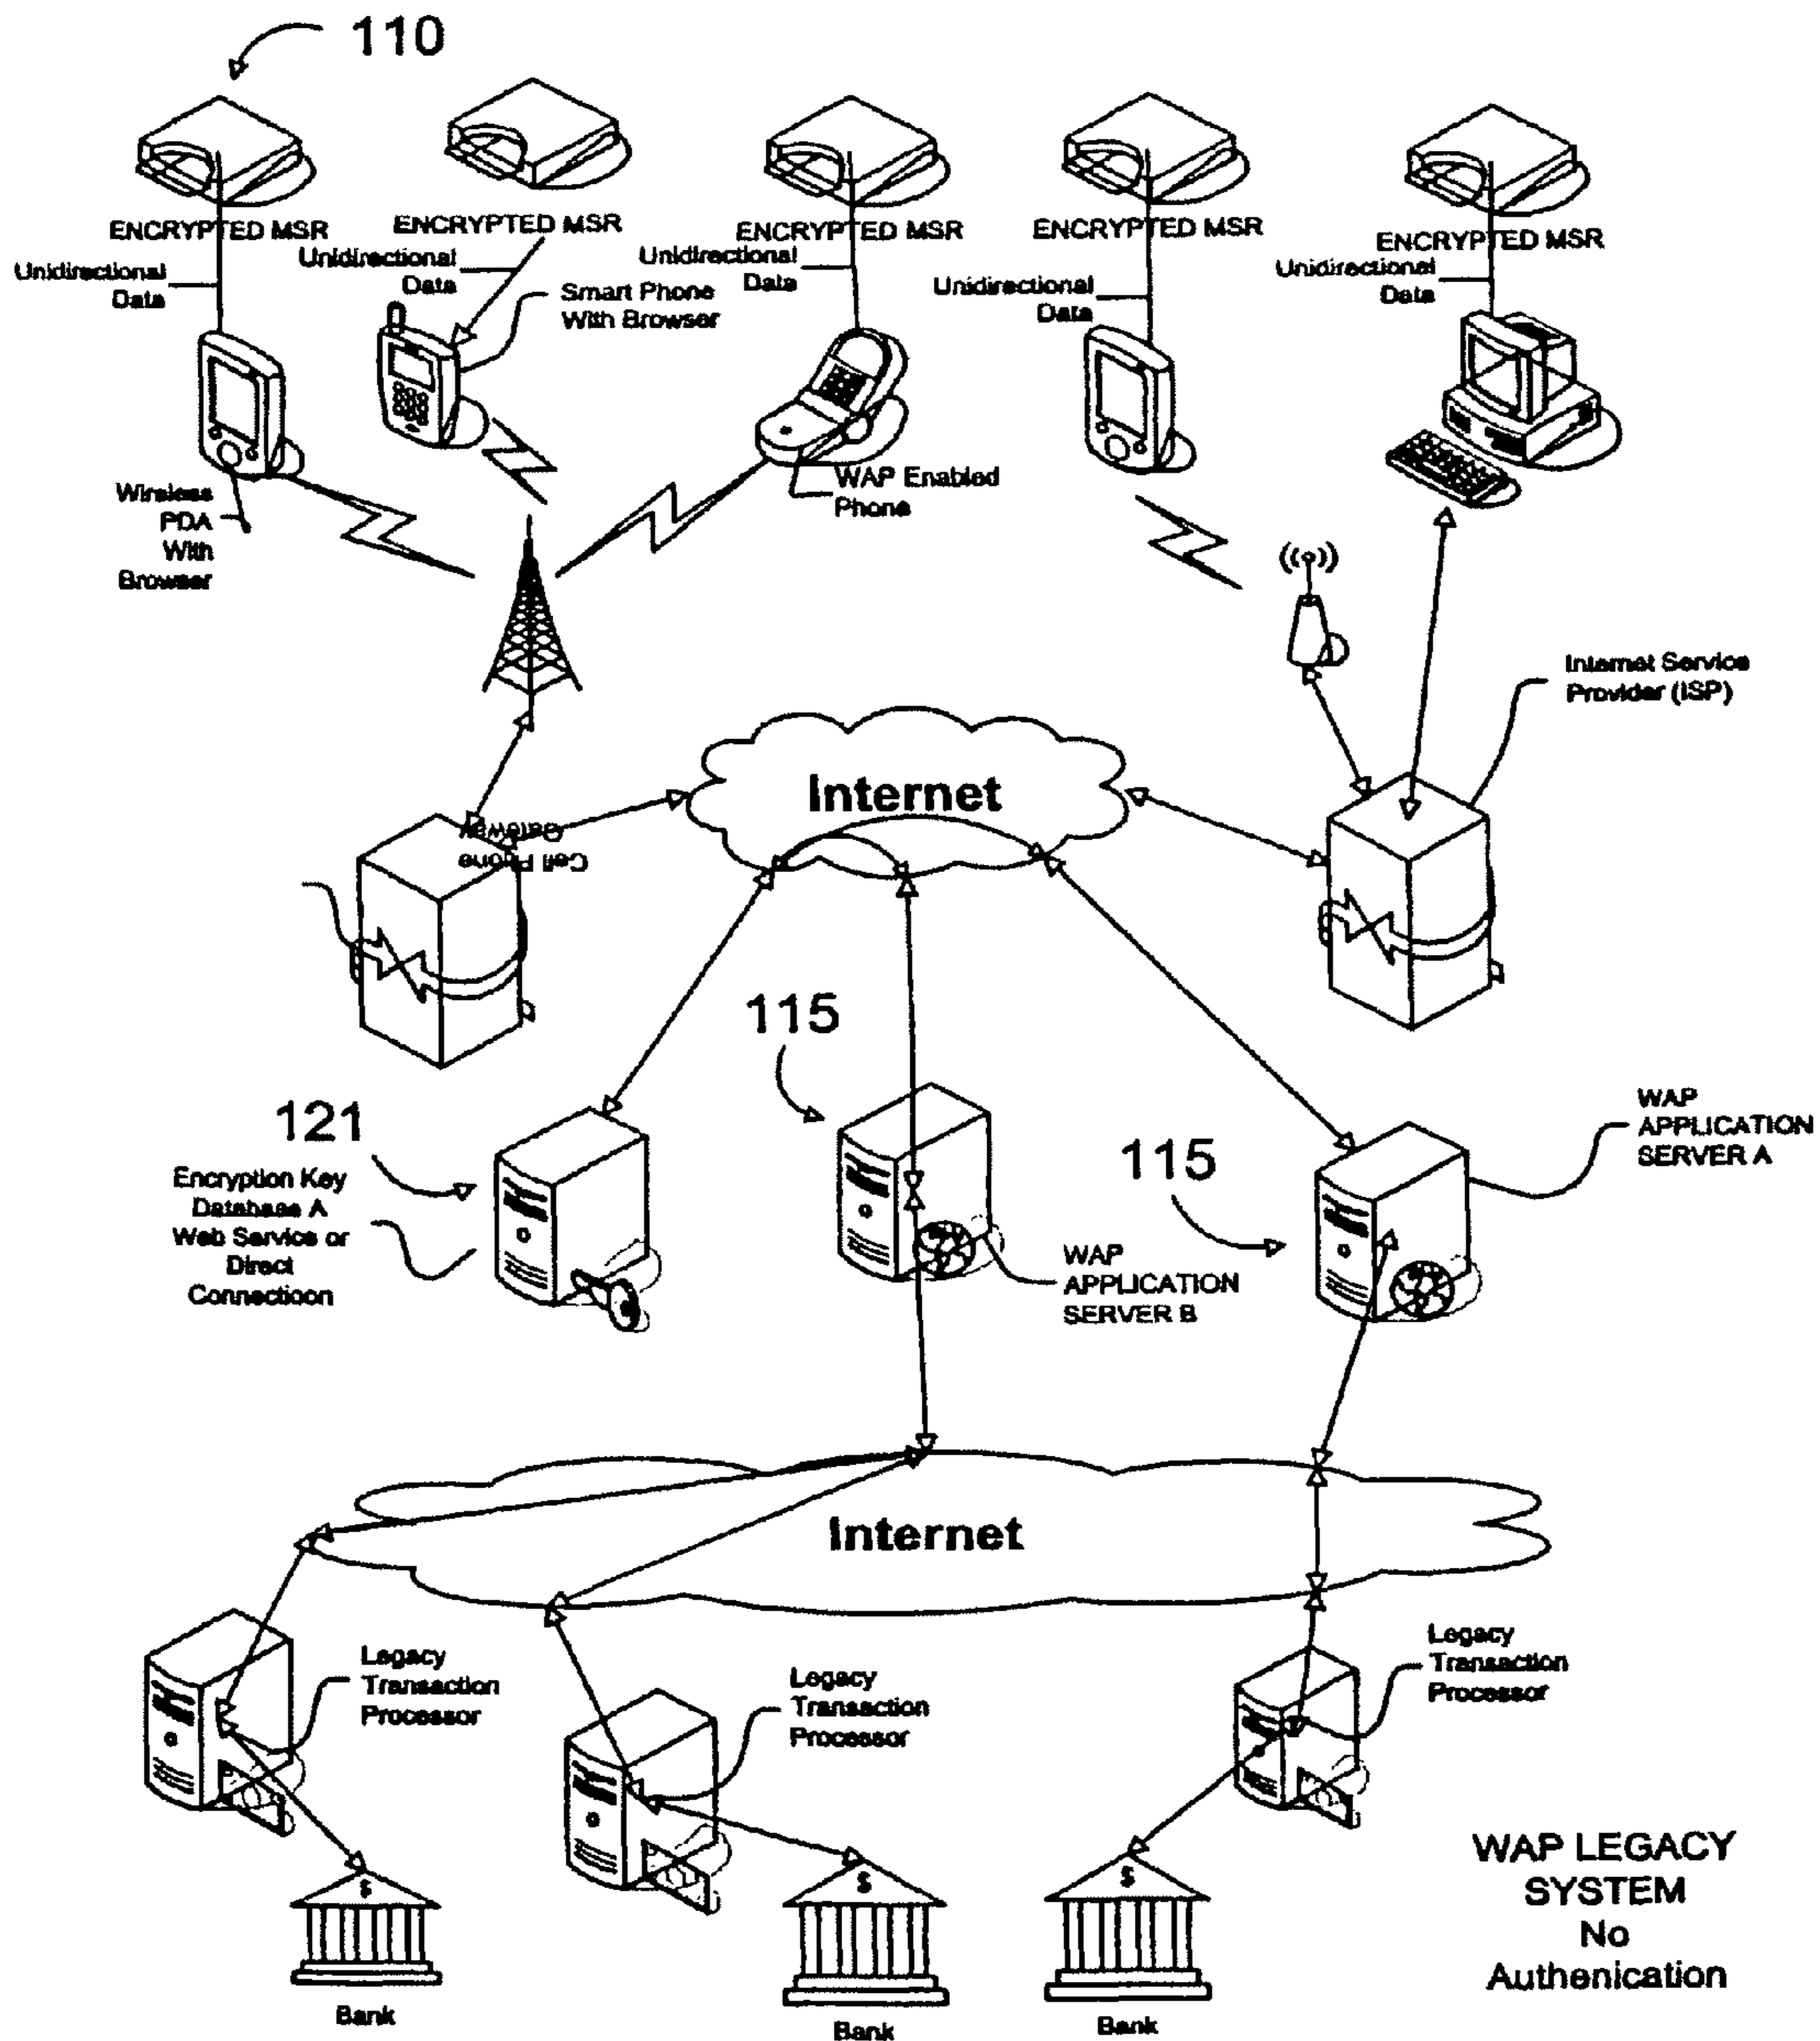 110
ENCRYPTED MSR
ENCRYPTED MSR
ENCRYPTED MSR
ENCRYPTED MSR
ENCRYPTED MSR
Unidirectional
Data
Unidirectional
Data
Unidirectional
Data
Unidirectional
Data
Unidirectional
Data
Smart Phone
With Browser
Wireless
PDA
With
Browser
WAP Enabled
Phone
Internet Service
Provider (ISP)
Internet
Cell Phone
Gateway
115
121
Encryption Key
Database A
Web Service or
Direct
Connectioon
WAP
APPLICATION
SERVER B
115
WAP
APPLICATION
SERVER A
Internet
Legacy
Transaction
Processor
Legacy
Transaction
Processor
Legacy
Transaction
Processor
$
Bank
$
Bank
$
Bank
WAP LEGACY
SYSTEM
No
Authenication